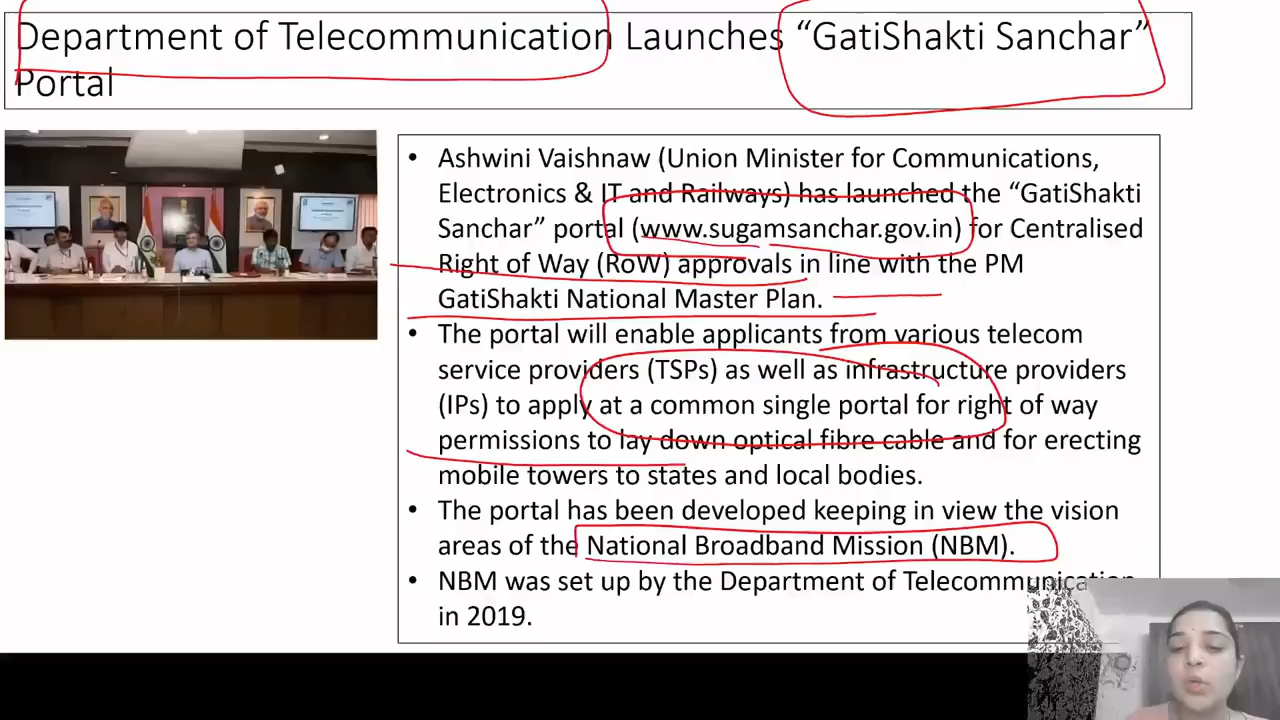 Department of Telecommunication Launches “GatiShakti Sanchar”
Portal
• Ashwini Vaishnaw (Union Minister for Communications,
Electronics & IT and Railways) has launched the “GatiShakti
Sanchar” portal (www.sugamsanchar.gov.in) for Centralised
Right of Way (RoW) approvals in line with the PM
GatiShakti National Master Plan.
• The portal will enable applicants from various telecom
service providers (TSPs) as well as infrastructure providers
(IPs) to apply at a common single portal for right of way
permissions to lay down optical fibre cable and for erecting
mobile towers to states and local bodies.
• The portal has been developed keeping in view the vision
areas of the National Broadband Mission (NBM).
• NBM was set up by the Department of Telecommunication
in 2019.